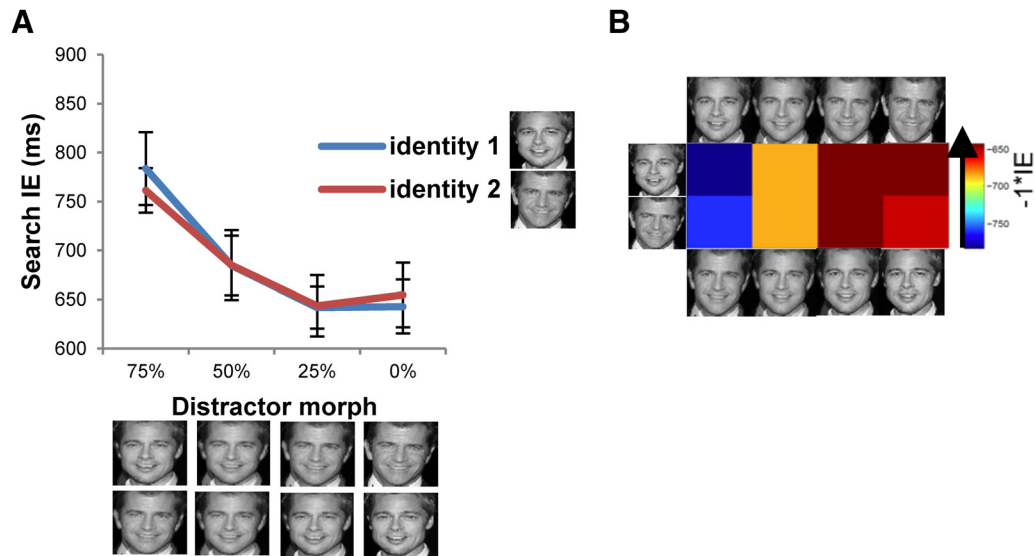 A
900
850
800
750
700
650
600
Search IE (ms)
identity 1
identity 2
75% 50% 25% 0%
Distractor morph
B
-650
-700
-750
-1*IE